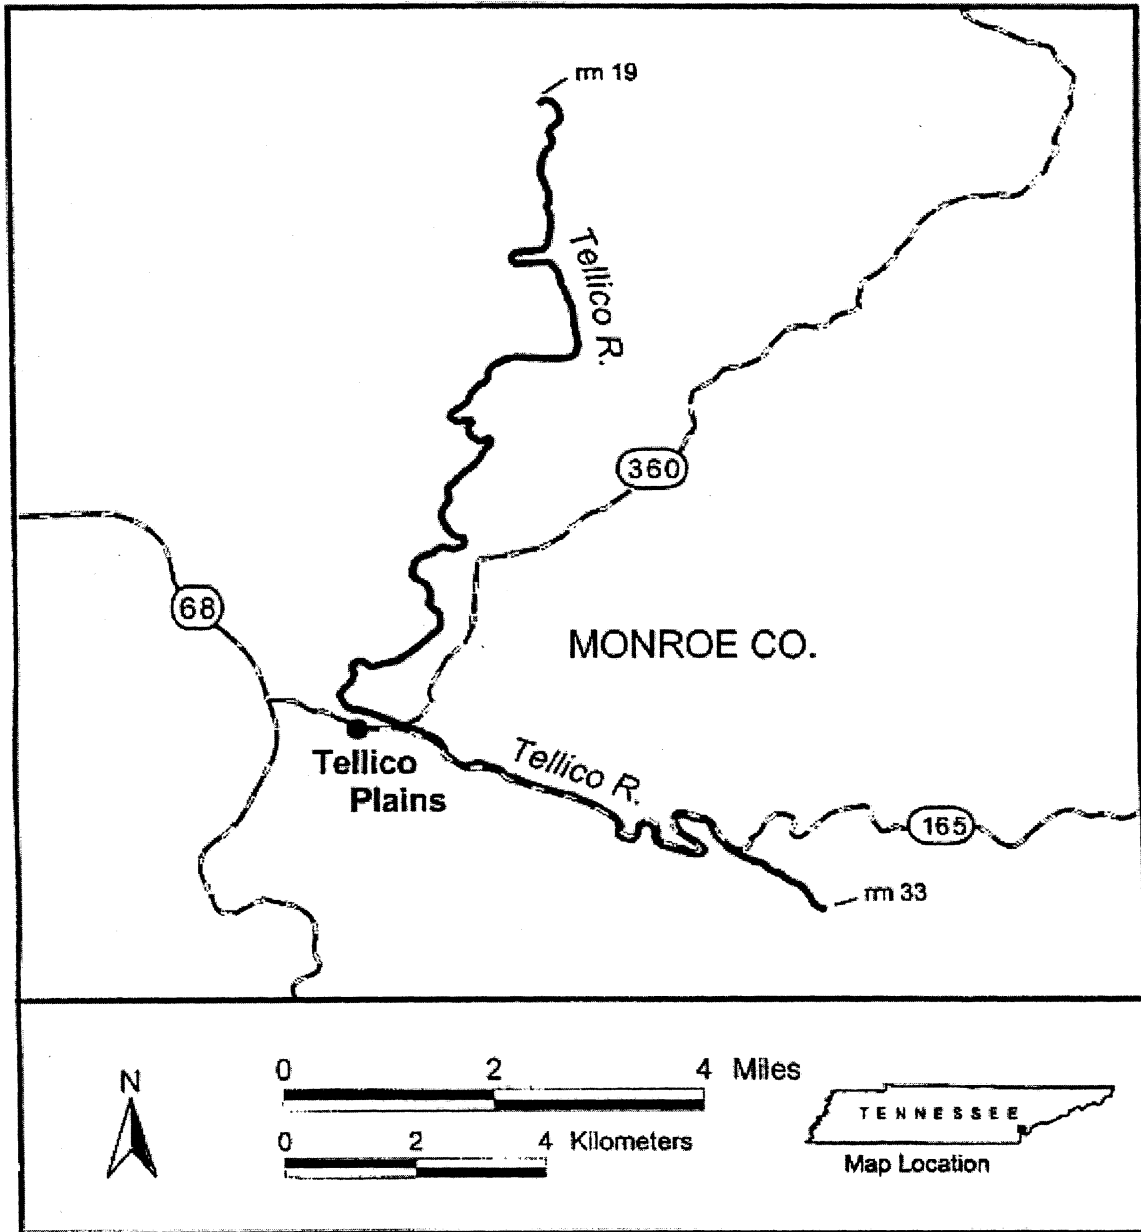 rm 19
Tellico R.
360
68
MONROE CO.
Tellico
Plains
Tellico R.
165
rm 33
N
0 2 4 Miles
0 2 4 Kilometers
TENNESSEE
Map Location